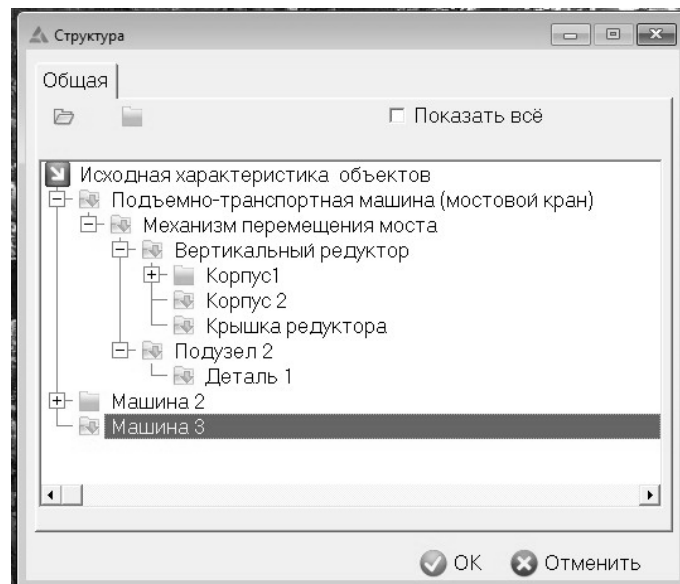 Структура
Общая
Показать всё
Исходная характеристика объектов
Подъемно-транспортная машина (мостовой кран)
Механизм перемещения моста
Вертикальный редуктор
Корпус1
Корпус 2
Крышка редуктора
Подузел 2
Деталь 1
Машина 2
Машина 3
OK Отменить